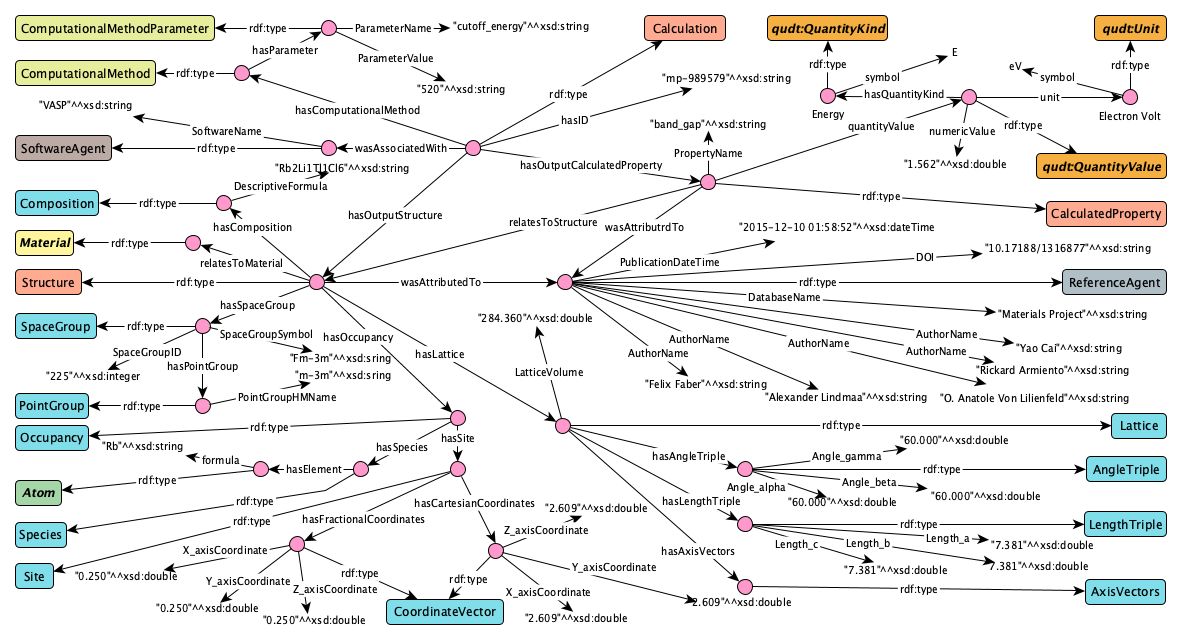 ComputationalMethodParameter
rdf:type
ParameterName
"cutoff_energy"^^xsd:string
Calculation
qudt:QuantityKind
qudt:Unit
hasParameter
ParameterValue
E
ComputationalMethod
rdf:type
"520"^^xsd:string
"mp-989579"^^xsd:string
rdf:type
symbol
eV
symbol
rdf:type
rdf:type
hasQuantityKind
unit
"VASP"^^xsd:string
hasComputationalMethod
hasID
Energy
Electron Volt
SoftwareName
"band_gap"^^xsd:string
quantityValue
numericValue
rdf:type
SoftwareAgent
rdf:type
wasAssociatedWith
PropertyName
"1.562"^^xsd:double
qudt:QuantityValue
"Rb2Li1Tl1Cl6"^^xsd:string
hasOutputCalculatedProperty
DescriptiveFormula
Composition
rdf:type
rdf:type
CalculatedProperty
hasOutputStructure
hasComposition
relatesToStructure
wasAttributrdTo
"2015-12-10 01:58:52"^^xsd:dateTime
Material
rdf:type
relatesToMaterial
PublicationDateTime
DOI
"10.17188/1316877"^^xsd:string
Structure
rdf:type
wasAttributedTo
rdf:type
ReferenceAgent
hasSpaceGroup
DatabaseName
"Materials Project"^^xsd:string
SpaceGroup
rdf:type
SpaceGroupSymbol
hasOccupancy
"284.360"^^xsd:double
AuthorName
AuthorName
AuthorName
AuthorName
AuthorName
"Yao Cai"^^xsd:string
SpaceGroupID
"Fm-3m"^^xsd:sring
hasLattice
hasPointGroup
"225"^^xsd:integer
"m-3m"^^xsd:sring
LatticeVolume
"Felix Faber"^^xsd:string
"Rickard Armiento"^^xsd:string
"Alexander Lindmaa"^^xsd:string
"O. Anatole Von Lilienfeld"^^xsd:string
PointGroup
rdf:type
PointGroupHMName
Occupancy
rdf:type
rdf:type
Lattice
"Rb"^^xsd:string
hasSpecies
hasSite
"60.000"^^xsd:double
formula
hasElement
hasAngleTriple
Angle_gamma
rdf:type
AngleTriple
Atom
rdf:type
Angle_alpha
Angle_beta
"60.000"^^xsd:double
"60.000"^^xsd:double
rdf:type
hasCartesianCoordinates
hasLengthTriple
"2.609"^^xsd:double
Species
rdf:type
hasFractionalCoordinates
Z_axisCoordinate
rdf:type
LengthTriple
Length_a
X_axisCoordinate
hasAxisVectors
Length_c
Length_b
"7.381"^^xsd:double
Site
"0.250"^^xsd:double
Y_axisCoordinate
Z_axisCoordinate
rdf:type
rdf:type
Y_axisCoordinate
"7.381"^^xsd:double
7.381"^^xsd:double
X_axisCoordinate
rdf:type
AxisVectors
"0.250"^^xsd:double
"0.250"^^xsd:double
CoordinateVector
"2.609"^^xsd:double
2.609"^^xsd:double